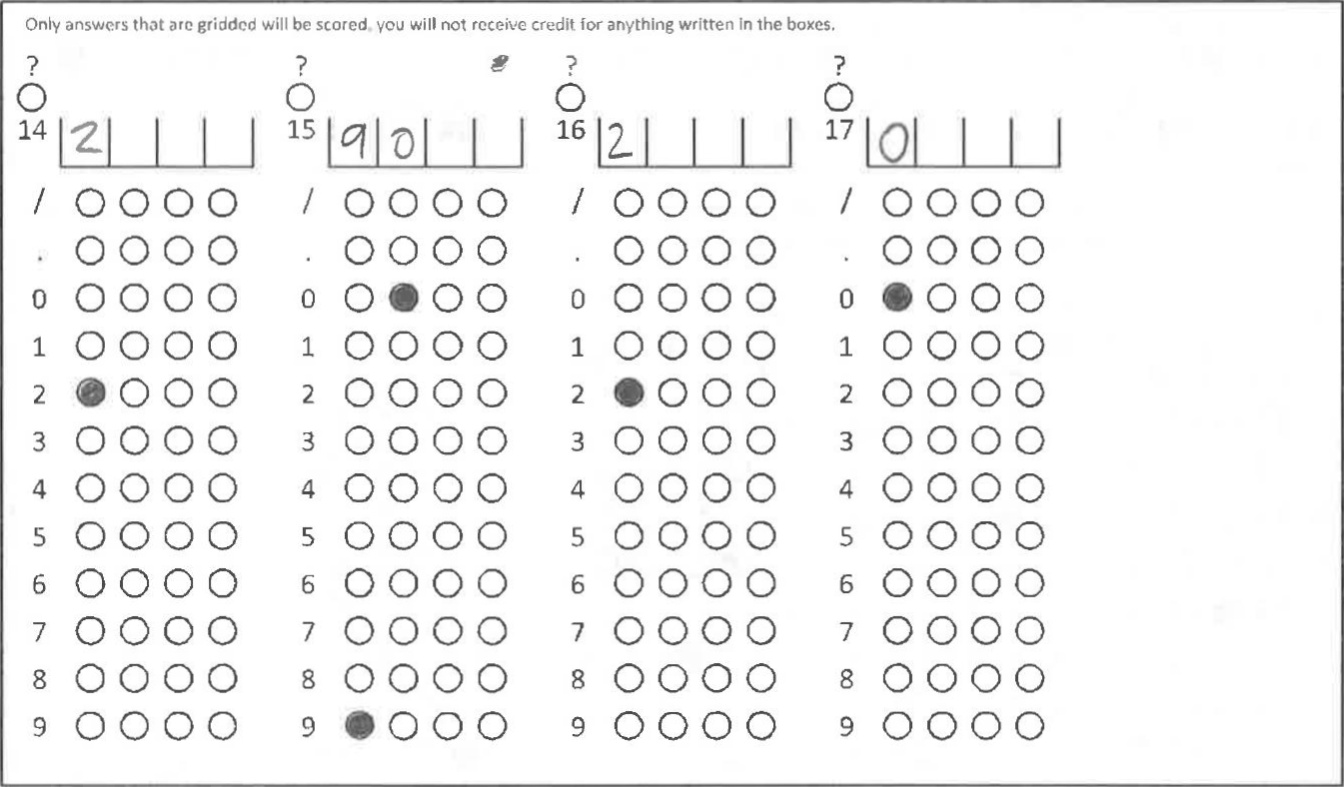 Only answers that are gridded will be scored, you will not receive credit for anything written in the boxes.
? ? ? ?
14 2 15 90 16 2 17 0
/ / / /
. . . .
0 0 0 0
1 1 1 1
2 2 2 2
3 3 3 3
4 4 4 4
5 5 5 5
6 6 6 6
7 7 7 7
8 8 8 8
9 9 9 9